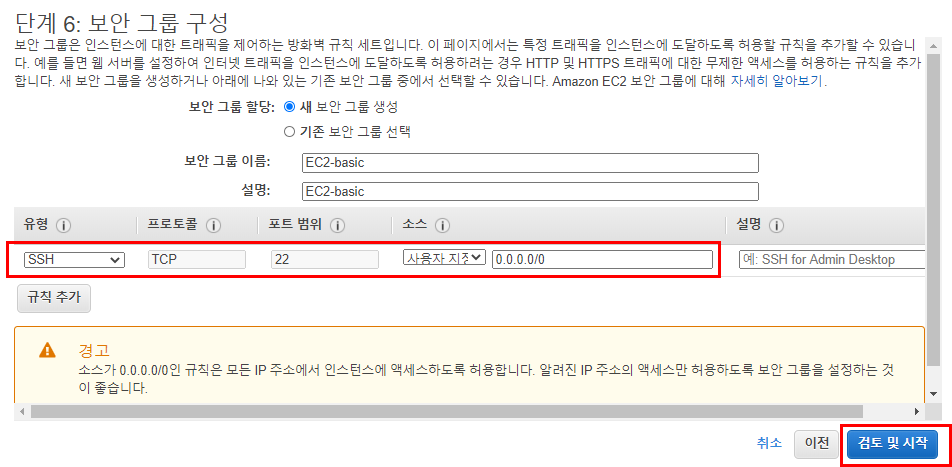 단계 6: 보안 그룹 구성
보안 그룹은 인스턴스에 대한 트래픽을 제어하는 방화벽 규칙 세트입니다. 이 페이지에서는 특정 트래픽을 인스턴스에 도달하도록 허용할 규칙을 추가할 수 있습니
다. 예를 들면 웹 서버를 설정하여 인터넷 트래픽을 인스턴스에 도달하도록 허용하려는 경우 HTTP 및 HTTPS 트래픽에 대한 무제한 액세스를 허용하는 규칙을 추가
합니다. 새 보안 그룹을 생성하거나 아래에 나와 있는 기존 보안 그룹 중에서 선택할 수 있습니다. Amazon EC2 보안 그룹에 대해 자세히 알아보기.
보안 그룹 할당: 새 보안 그룹 생성
기존 보안 그룹 선택
보안 그룹 이름: EC2-basic
설명: EC2-basic
유형 프로토콜 포트 범위 소스 설명
SSH TCP 22 사용자 지정 0.0.0.0/0 예: SSH for Admin Desktop
규칙 추가
경고
소스가 0.0.0.0/0인 규칙은 모든 IP 주소에서 인스턴스에 액세스하도록 허용합니다. 알려진 IP 주소의 액세스만 허용하도록 보안 그룹을 설정하는 것
이 좋습니다.
취소 이전 검토 및 시작